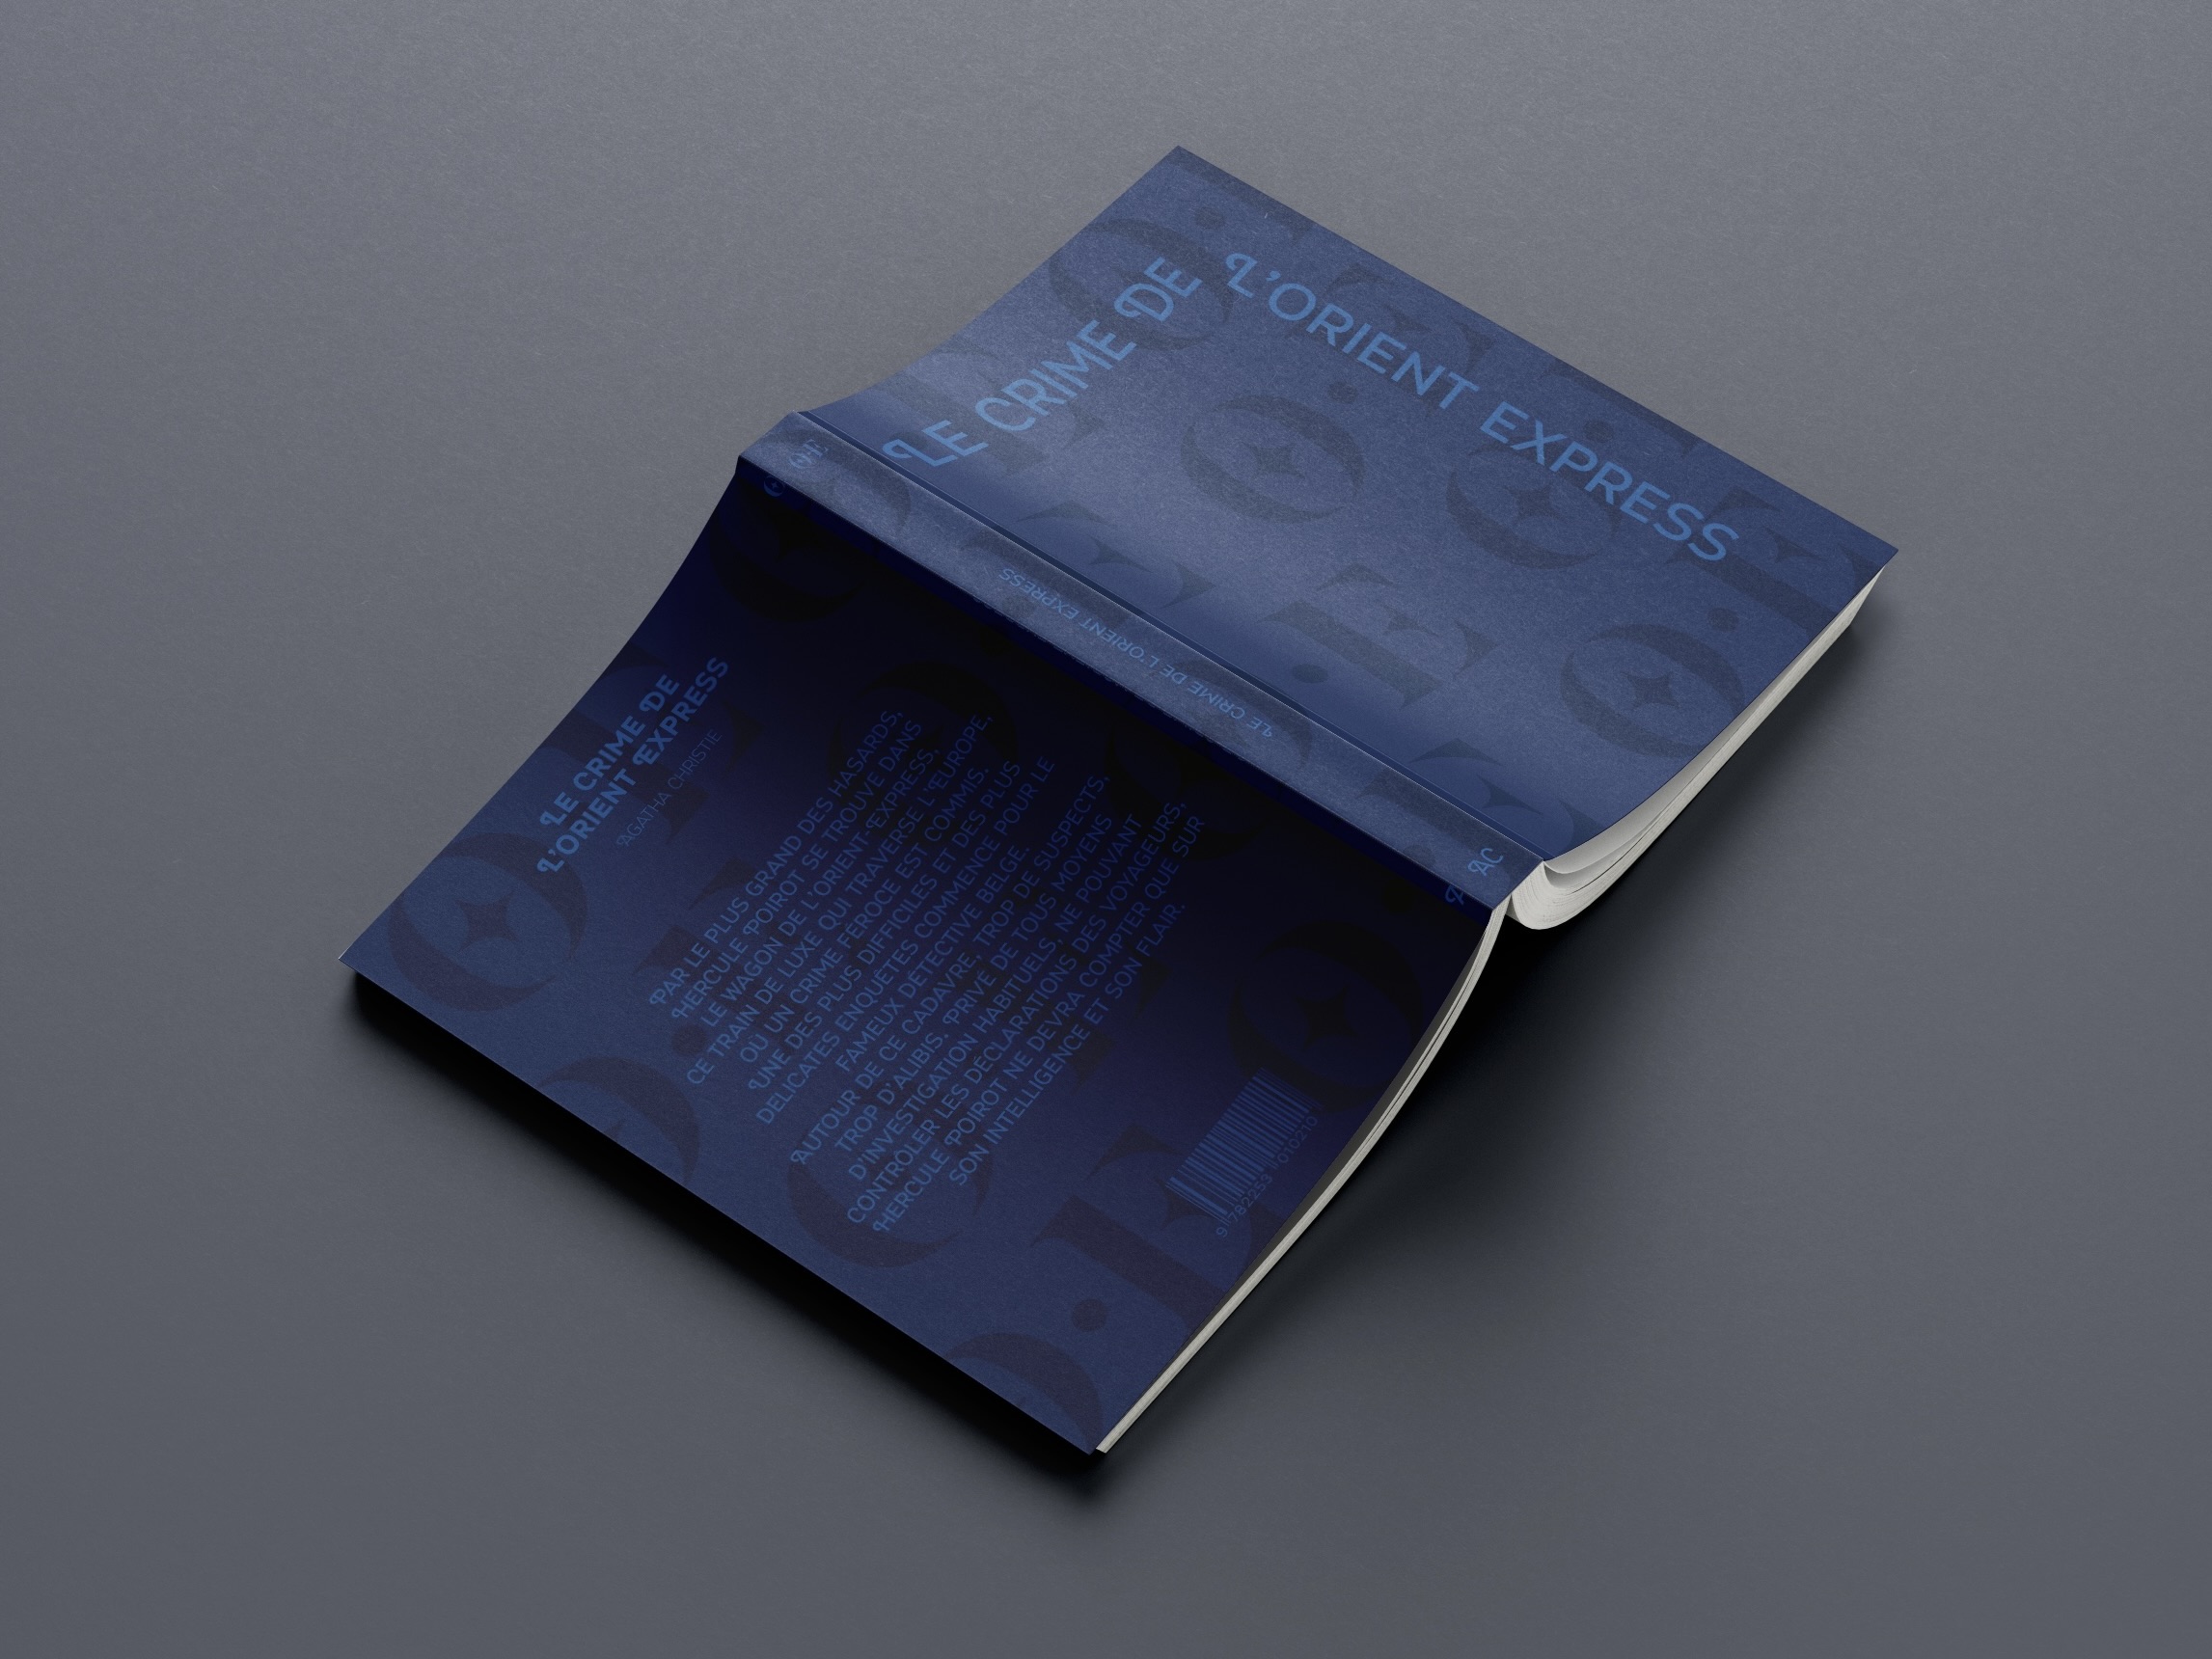 LE CRIME DE
L'ORIENT EXPRESS
O·E
LE CRIME DE L'ORIENT EXPRESS
AC
LE CRIME DE
L'ORIENT EXPRESS
AGATHA CHRISTIE
PAR LE PLUS GRAND DES HASARDS,
HERCULE POIROT SE TROUVE DANS
LE WAGON DE L'ORIENT-EXPRESS,
CE TRAIN DE LUXE QUI TRAVERSE L'EUROPE,
OÙ UN CRIME FÉROCE EST COMMIS.
UNE DES PLUS DIFFICILES ET DES PLUS
DÉLICATES ENQUÊTES COMMENCE POUR LE
FAMEUX DÉTECTIVE BELGE.
AUTOUR DE CE CADAVRE, TROP DE SUSPECTS,
TROP D'ALIBIS. PRIVÉ DE TOUS MOYENS
D'INVESTIGATION HABITUELS, NE POUVANT
CONTRÔLER LES DÉCLARATIONS DES VOYAGEURS,
HERCULE POIROT NE DEVRA COMPTER QUE SUR
SON INTELLIGENCE ET SON FLAIR.
9 782253 010210